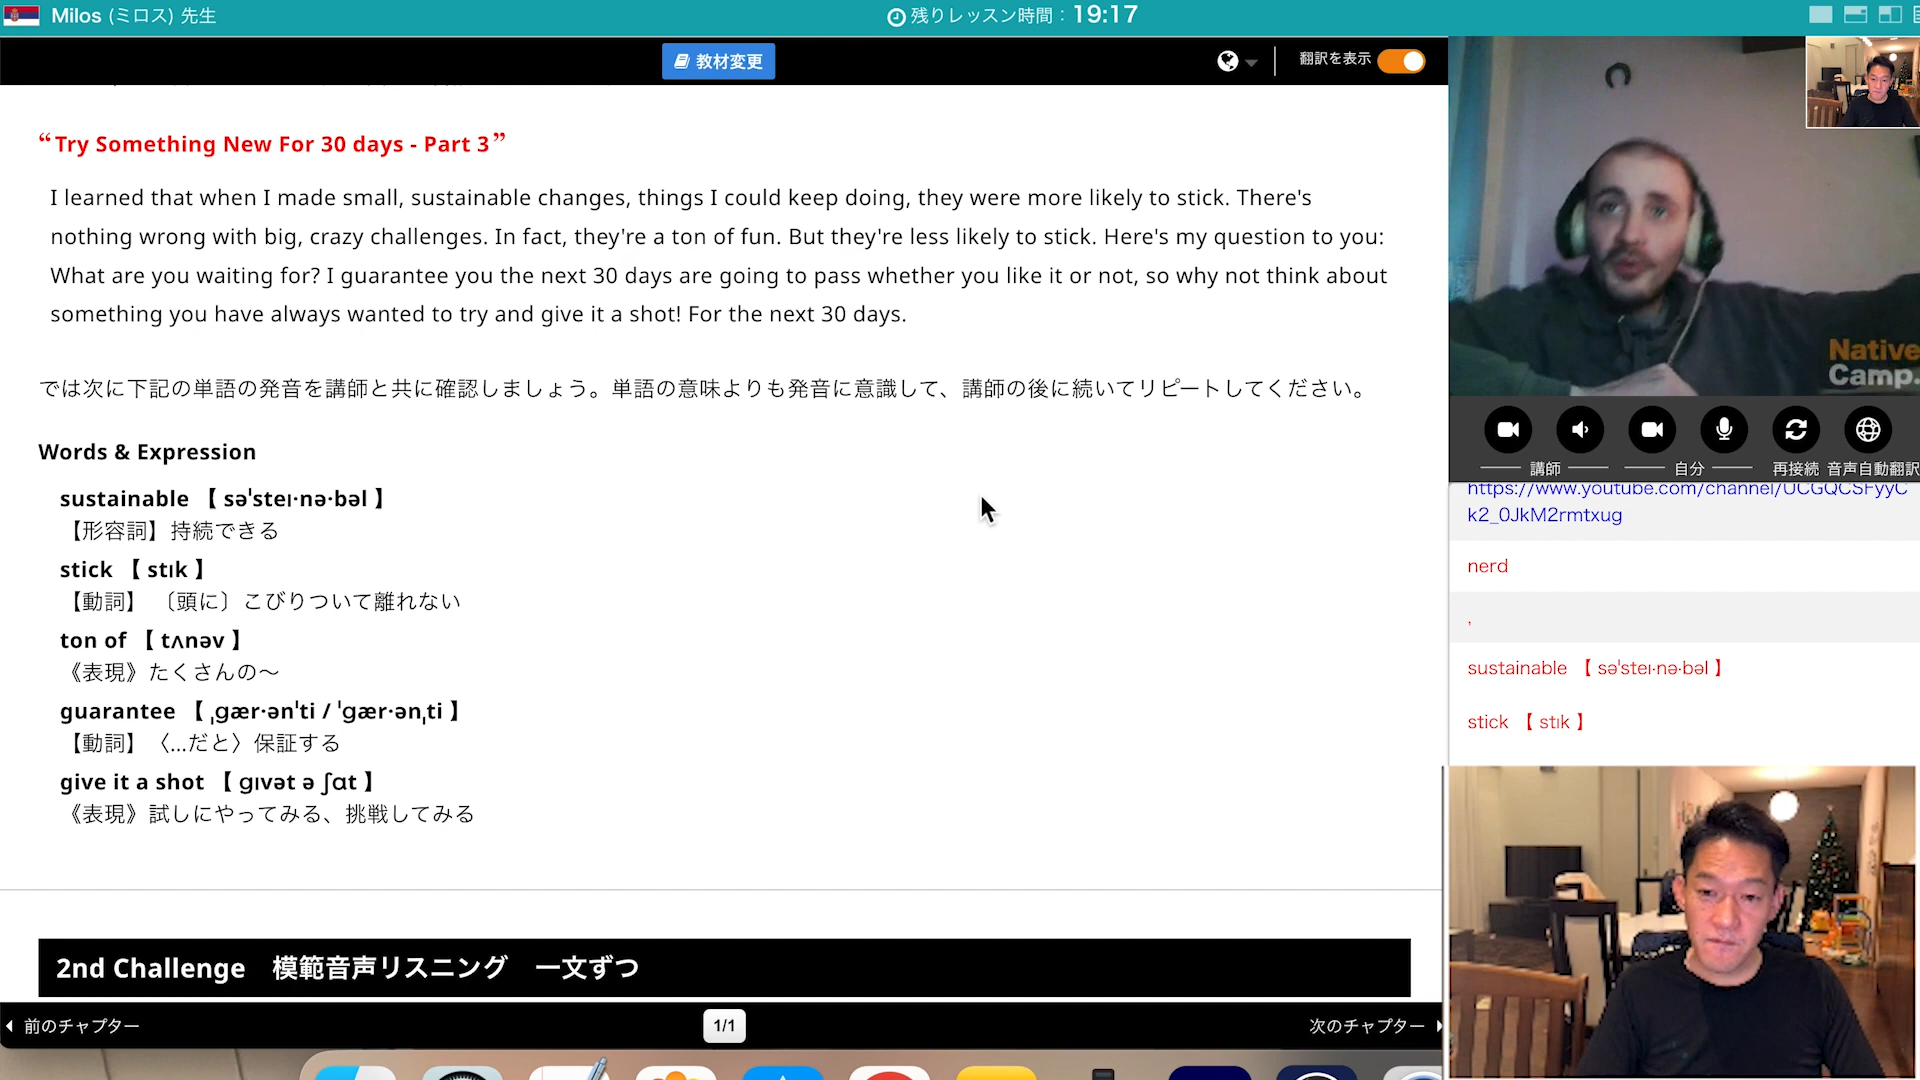 Milos (ミロス) 先生
残りレッスン時間：19:17
教材変更
翻訳を表示
“Try Something New For 30 days - Part 3”
I learned that when I made small, sustainable changes, things I could keep doing, they were more likely to stick. There's
nothing wrong with big, crazy challenges. In fact, they're a ton of fun. But they're less likely to stick. Here's my question to you:
What are you waiting for? I guarantee you the next 30 days are going to pass whether you like it or not, so why not think about
something you have always wanted to try and give it a shot! For the next 30 days.
では次に下記の単語の発音を講師と共に確認しましょう。単語の意味よりも発音に意識して、講師の後に続いてリピートしてください。
Words & Expression
sustainable 【 səˈsteɪ·nə·bəl 】
【形容詞】持続できる
stick 【 stɪk 】
【動詞】 〔頭に〕こびりついて離れない
ton of 【 tʌnəv 】
《表現》たくさんの〜
guarantee 【 ˌɡær·ənˈti / ˈɡær·ənˌti 】
【動詞】〈…だと〉保証する
give it a shot 【 ɡɪvət ə ʃɑt 】
《表現》試しにやってみる、挑戦してみる
2nd Challenge　模範音声リスニング　一文ずつ
前のチャプター
1/1
次のチャプター
Native
Camp.
講師
自分
再接続
音声自動翻訳
https://www.youtube.com/channel/UCGQCSFyyC
k2_0JkM2rmtxug
nerd
,
sustainable 【 səˈsteɪ·nə·bəl 】
stick 【 stɪk 】